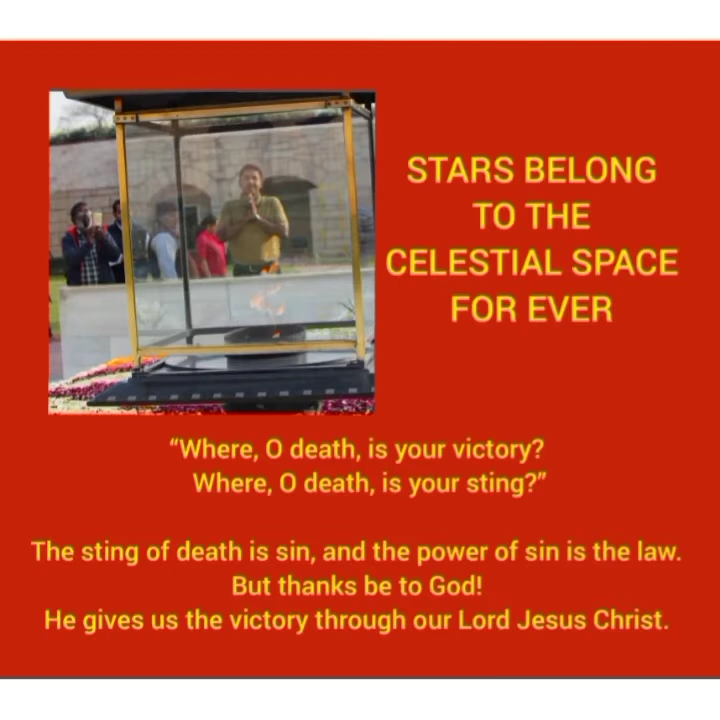 STARS BELONG
TO THE
CELESTIAL SPACE
FOR EVER
“Where, O death, is your victory?
Where, O death, is your sting?”
The sting of death is sin, and the power of sin is the law.
But thanks be to God!
He gives us the victory through our Lord Jesus Christ.